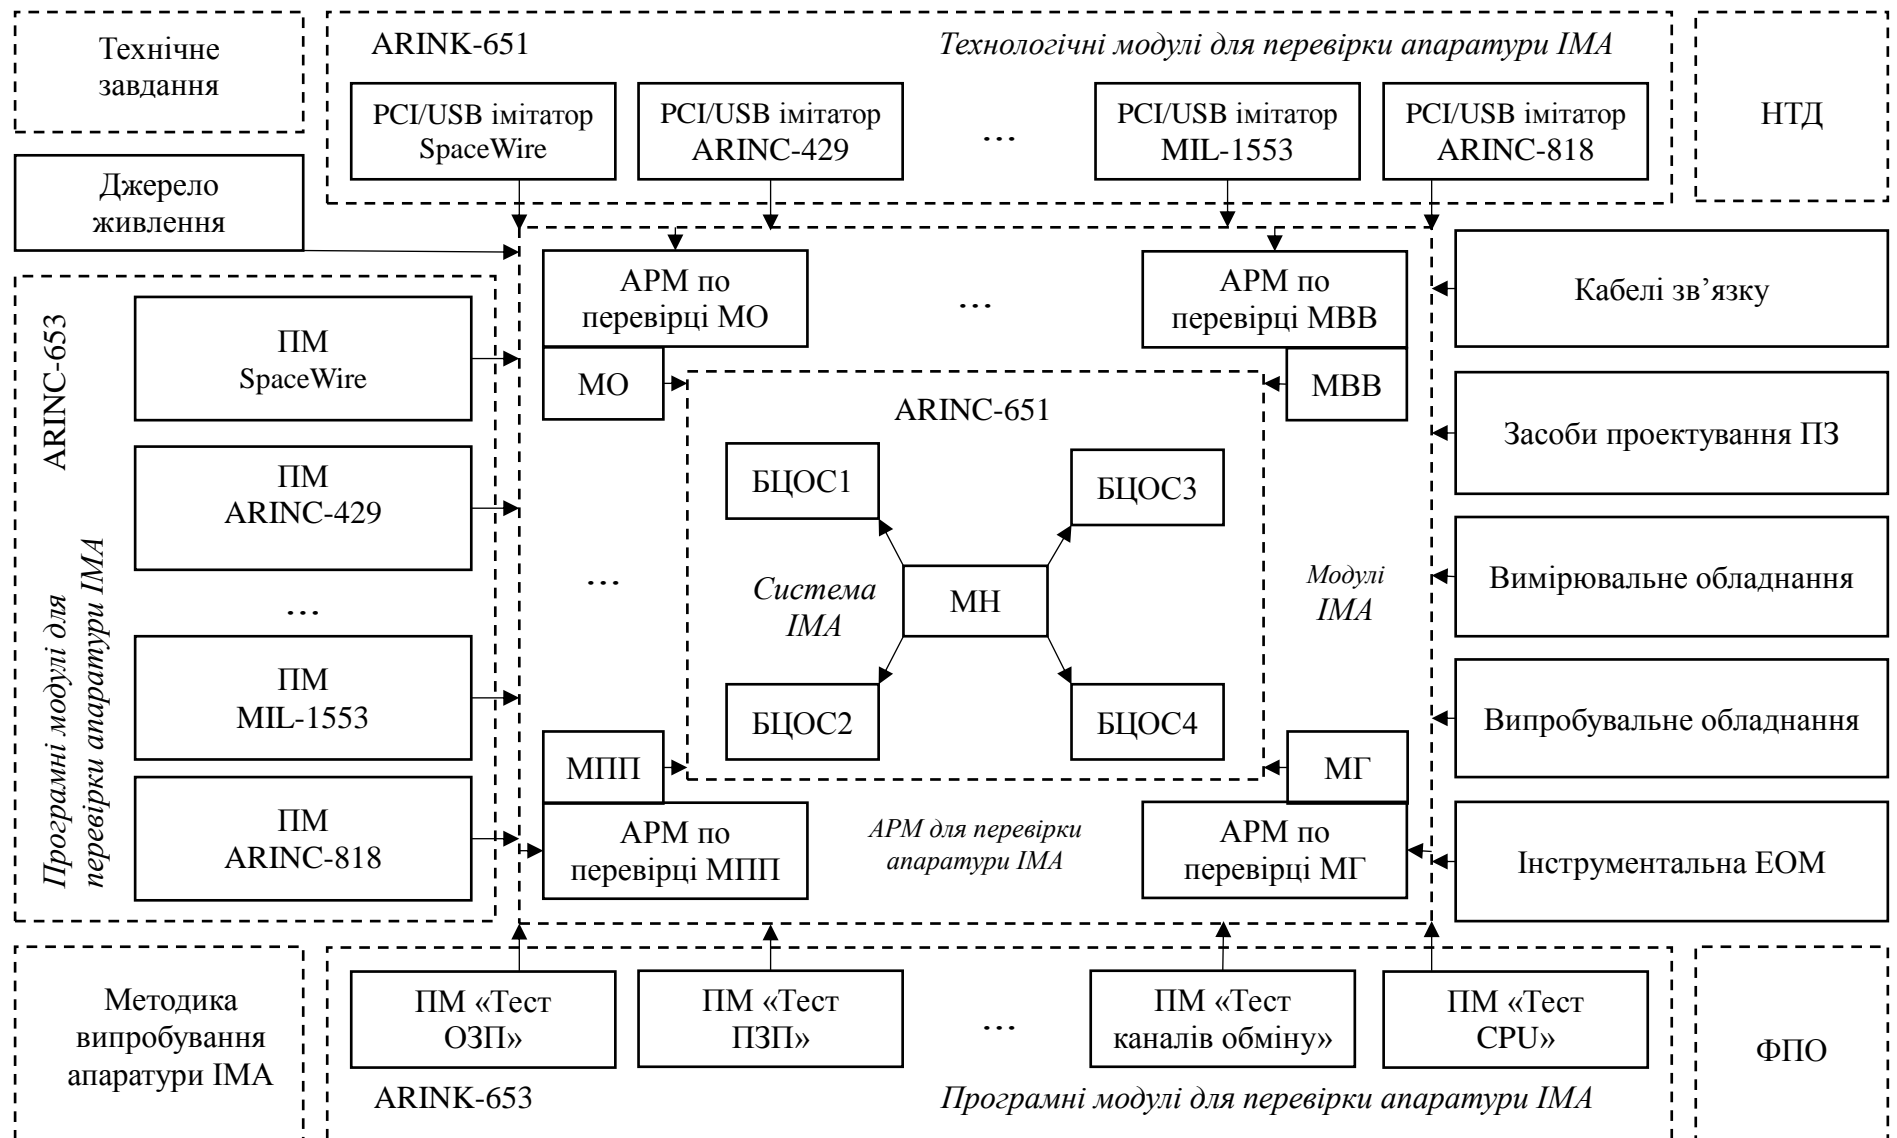 Технічне
завдання
ARINK-651
Технологічні модулі для перевірки апаратури ІМА
PCI/USB імітатор
SpaceWire
PCI/USB імітатор
ARINC-429
...
PCI/USB імітатор
MIL-1553
PCI/USB імітатор
ARINC-818
НТД
Джерело
живлення
ARINC-653
Програмні модулі для
перевірки апаратури ІМА
ПМ
SpaceWire
ПМ
ARINC-429
...
ПМ
MIL-1553
ПМ
ARINC-818
АРМ по
перевірці МО
МО
...
АРМ по
перевірці МВВ
МВВ
ARINC-651
БЦОС1
БЦОС3
...
Система
ІМА
МН
Модулі
ІМА
БЦОС2
БЦОС4
МПП
АРМ по
перевірці МПП
АРМ для перевірки
апаратури ІМА
МГ
АРМ по
перевірці МГ
Кабелі зв’язку
Засоби проектування ПЗ
Вимірювальне обладнання
Випробувальне обладнання
Інструментальна ЕОМ
Методика
випробування
апаратури ІМА
ПМ «Тест
ОЗП»
ПМ «Тест
ПЗП»
...
ПМ «Тест
каналів обміну»
ПМ «Тест
CPU»
ARINK-653
Програмні модулі для перевірки апаратури ІМА
ФПО